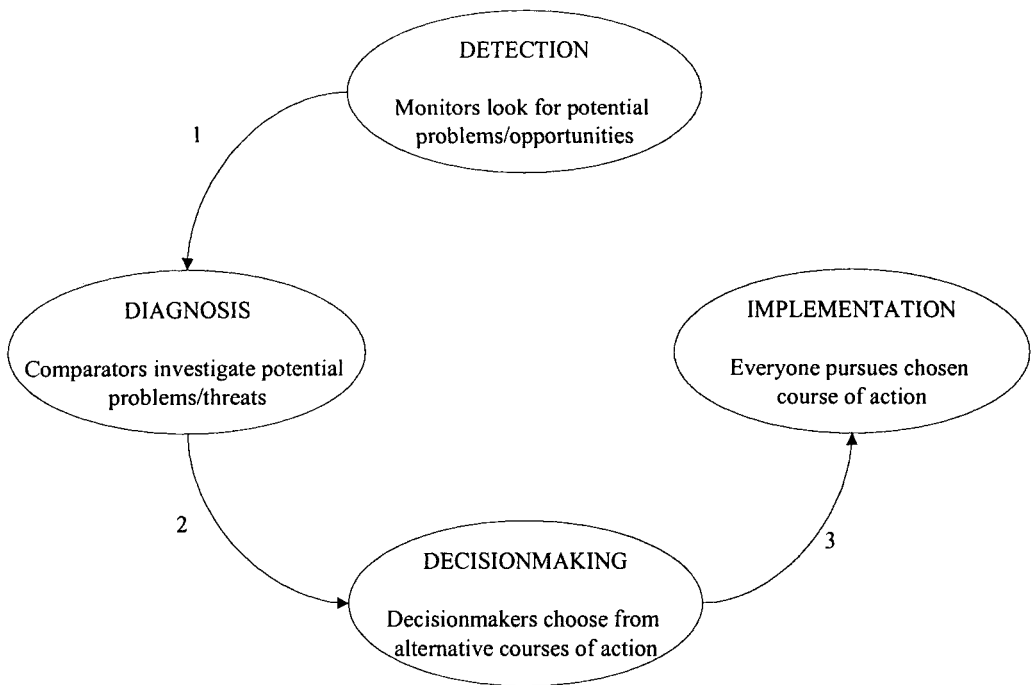 DETECTION
Monitors look for potential
problems/opportunities
1
DIAGNOSIS
Comparators investigate potential
problems/threats
IMPLEMENTATION
Everyone pursues chosen
course of action
2
3
DECISIONMAKING
Decisionmakers choose from
alternative courses of action